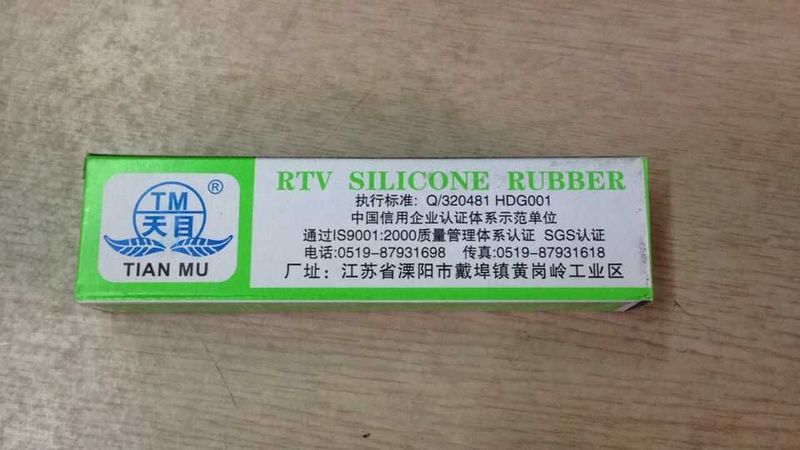 TM
天目
®
TIAN MU
RTV SILICONE RUBBER
执行标准: Q/320481 HDG001
中国信用企业认证体系示范单位
通过IS9001:2000质量管理体系认证 SGS认证
电话:0519-87931698 传真:0519-87931618
厂址: 江苏省溧阳市戴埠镇黄岗岭工业区